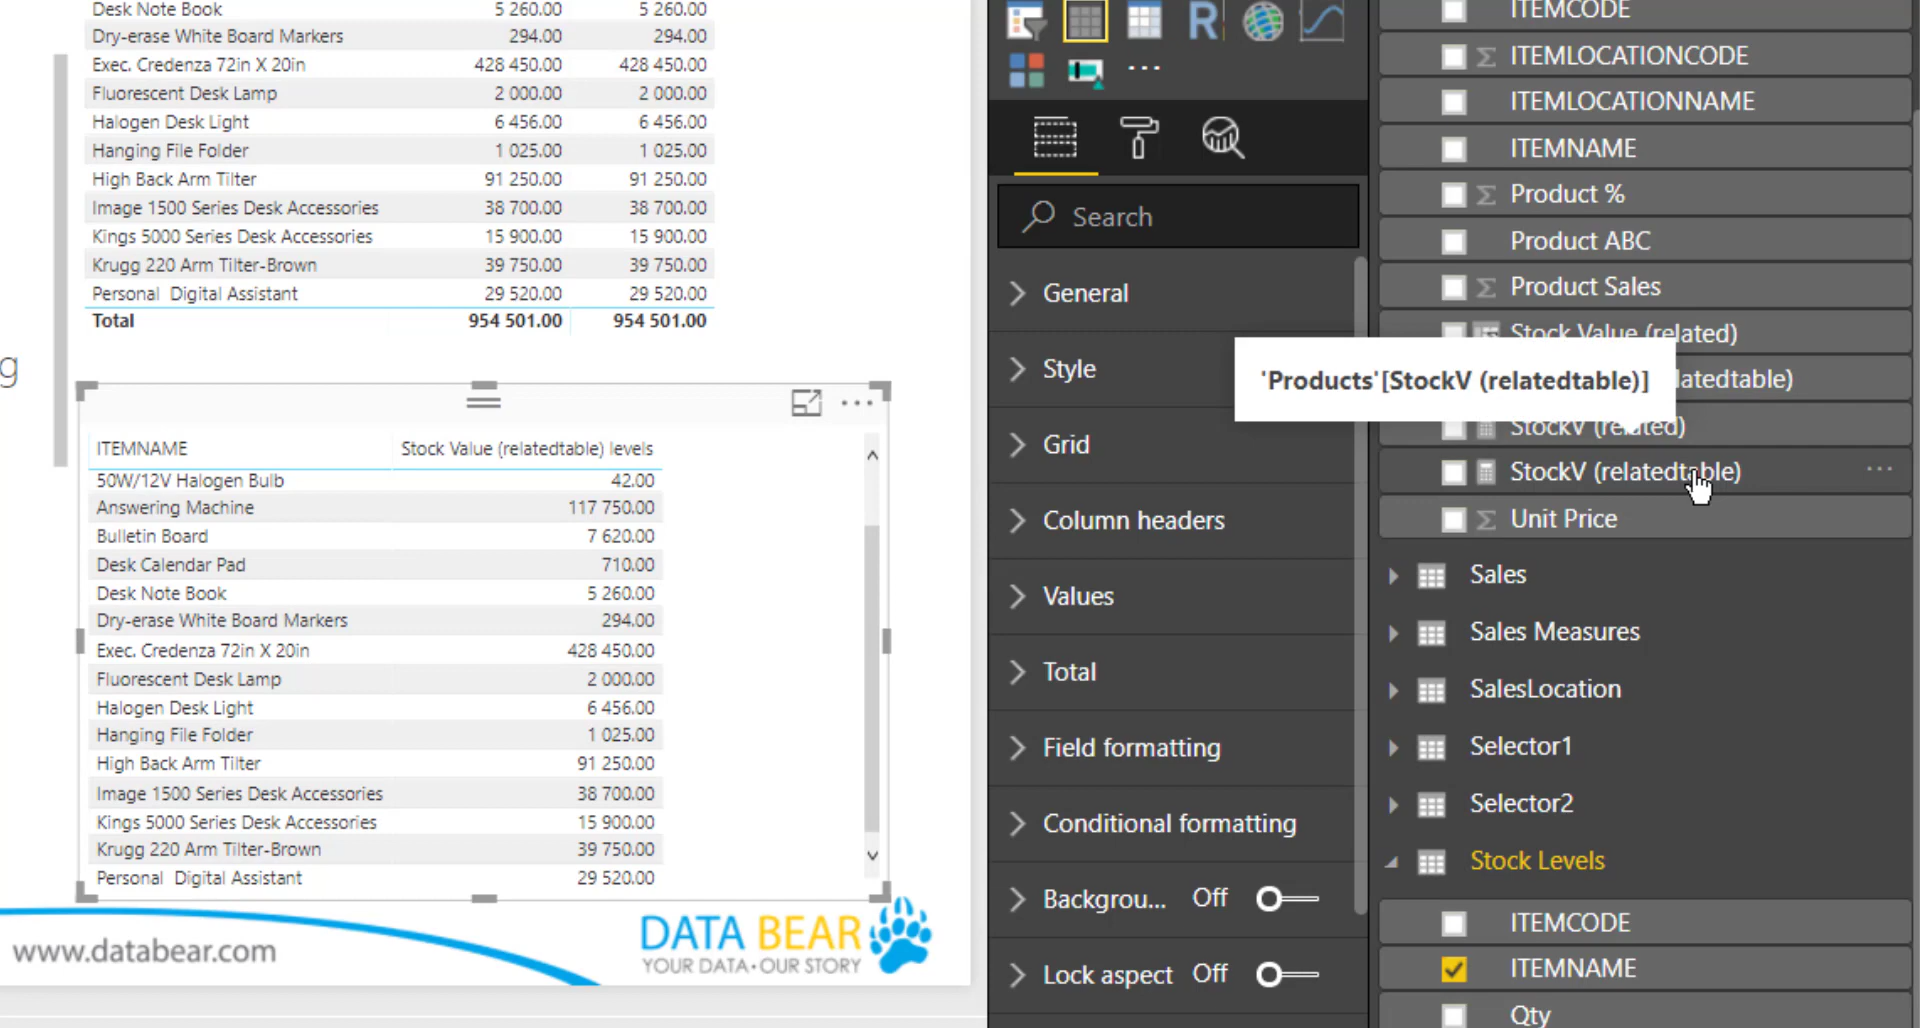 Desk Note Book 5 260.00 5 260.00
Dry-erase White Board Markers 294.00 294.00
Exec. Credenza 72in X 20in 428 450.00 428 450.00
Fluorescent Desk Lamp 2 000.00 2 000.00
Halogen Desk Light 6 456.00 6 456.00
Hanging File Folder 1 025.00 1 025.00
High Back Arm Tilter 91 250.00 91 250.00
Image 1500 Series Desk Accessories 38 700.00 38 700.00
Kings 5000 Series Desk Accessories 15 900.00 15 900.00
Krugg 220 Arm Tilter-Brown 39 750.00 39 750.00
Personal Digital Assistant 29 520.00 29 520.00
Total 954 501.00 954 501.00
g
ITEMNAME Stock Value (relatedtable) levels
50W/12V Halogen Bulb 42.00
Answering Machine 117 750.00
Bulletin Board 7 620.00
Desk Calendar Pad 710.00
Desk Note Book 5 260.00
Dry-erase White Board Markers 294.00
Exec. Credenza 72in X 20in 428 450.00
Fluorescent Desk Lamp 2 000.00
Halogen Desk Light 6 456.00
Hanging File Folder 1 025.00
High Back Arm Tilter 91 250.00
Image 1500 Series Desk Accessories 38 700.00
Kings 5000 Series Desk Accessories 15 900.00
Krugg 220 Arm Tilter-Brown 39 750.00
Personal Digital Assistant 29 520.00
www.databear.com
DATA BEAR
YOUR DATA•OUR STORY
R
Search
General
Style
Grid
Column headers
Values
Total
Field formatting
Conditional formatting
Backgrou... Off
Lock aspect Off
ITEMCODE
Σ ITEMLOCATIONCODE
ITEMLOCATIONNAME
ITEMNAME
Σ Product %
Product ABC
Σ Product Sales
Stock Value (related)
latedtable)
'Products'[StockV (relatedtable)]
StockV (related)
StockV (relatedtable)
Σ Unit Price
Sales
Sales Measures
SalesLocation
Selector1
Selector2
Stock Levels
ITEMCODE
ITEMNAME
Qty